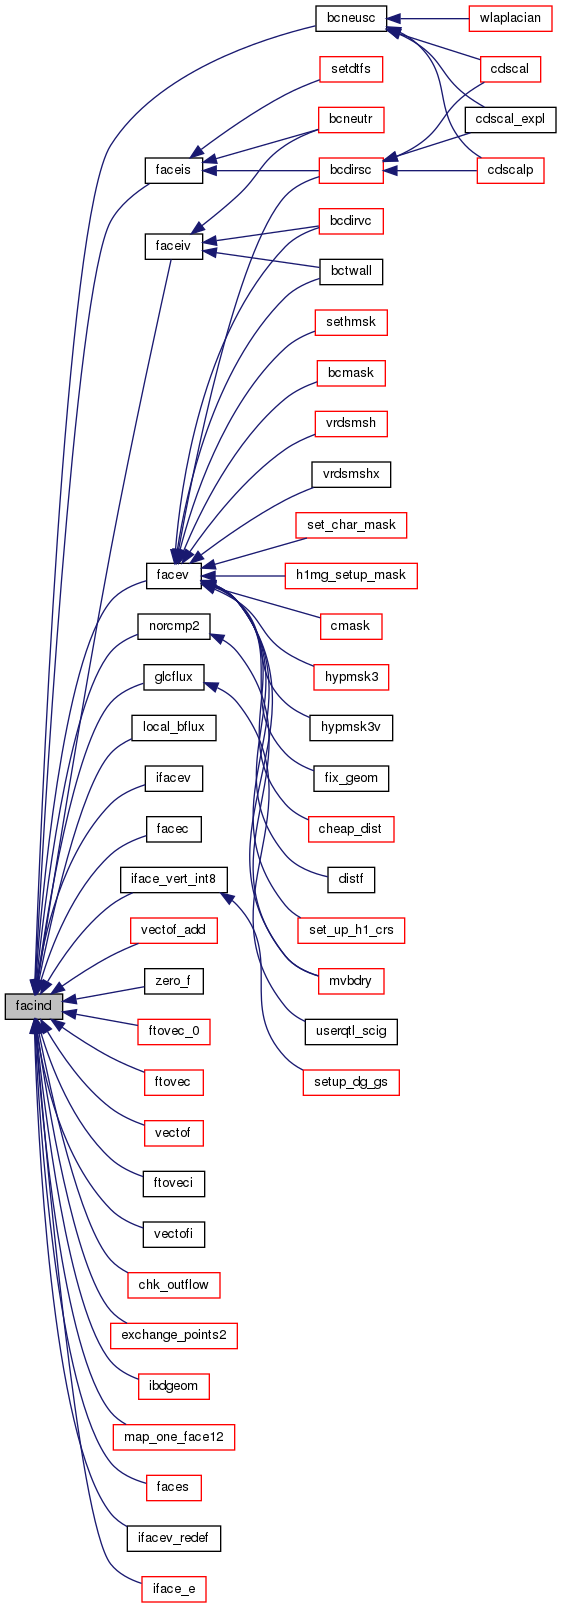 bcneusc
wlaplacian
setdtfs
cdscal
bcneutr
cdscal_expl
faceis
bcdirsc
cdscalp
bcdirvc
faceiv
bctwall
sethmsk
bcmask
vrdsmsh
vrdsmshx
set_char_mask
facev
h1mg_setup_mask
norcmp2
cmask
glcflux
hypmsk3
local_bflux
hypmsk3v
ifacev
fix_geom
facec
cheap_dist
iface_vert_int8
distf
vectof_add
set_up_h1_crs
zero_f
mvbdry
facind
ftovec_0
userqtl_scig
ftovec
setup_dg_gs
vectof
ftoveci
vectofi
chk_outflow
exchange_points2
ibdgeom
map_one_face12
faces
ifacev_redef
iface_e